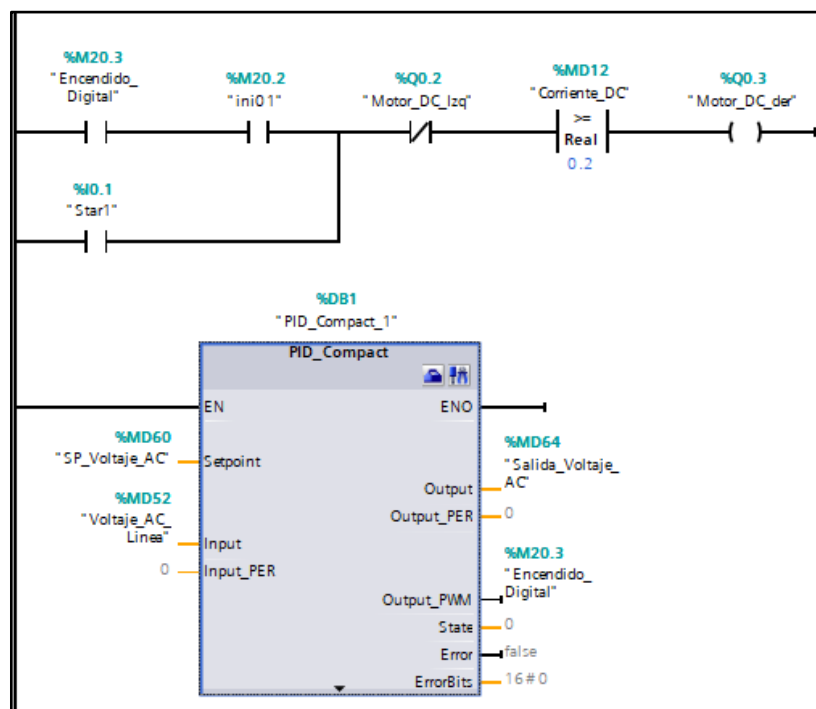 %M20.3
"Encendido_
Digital"
%M20.2
"ini01"
%Q0.2
"Motor_DC_Izq"
%MD12
"Corriente_DC"
>=
Real
0.2
%Q0.3
"Motor_DC_der"
%I0.1
"Star1"
%DB1
"PID_Compact_1"
PID_Compact
EN
ENO
%MD60
"SP_Voltaje_AC"
Setpoint
%MD64
"Salida_Voltaje_
AC"
Output
%MD52
"Voltaje_AC_
Linea"
Input
Output_PER
0
0
Input_PER
%M20.3
"Encendido_
Digital"
Output_PWM
State
0
Error
false
ErrorBits
16#0